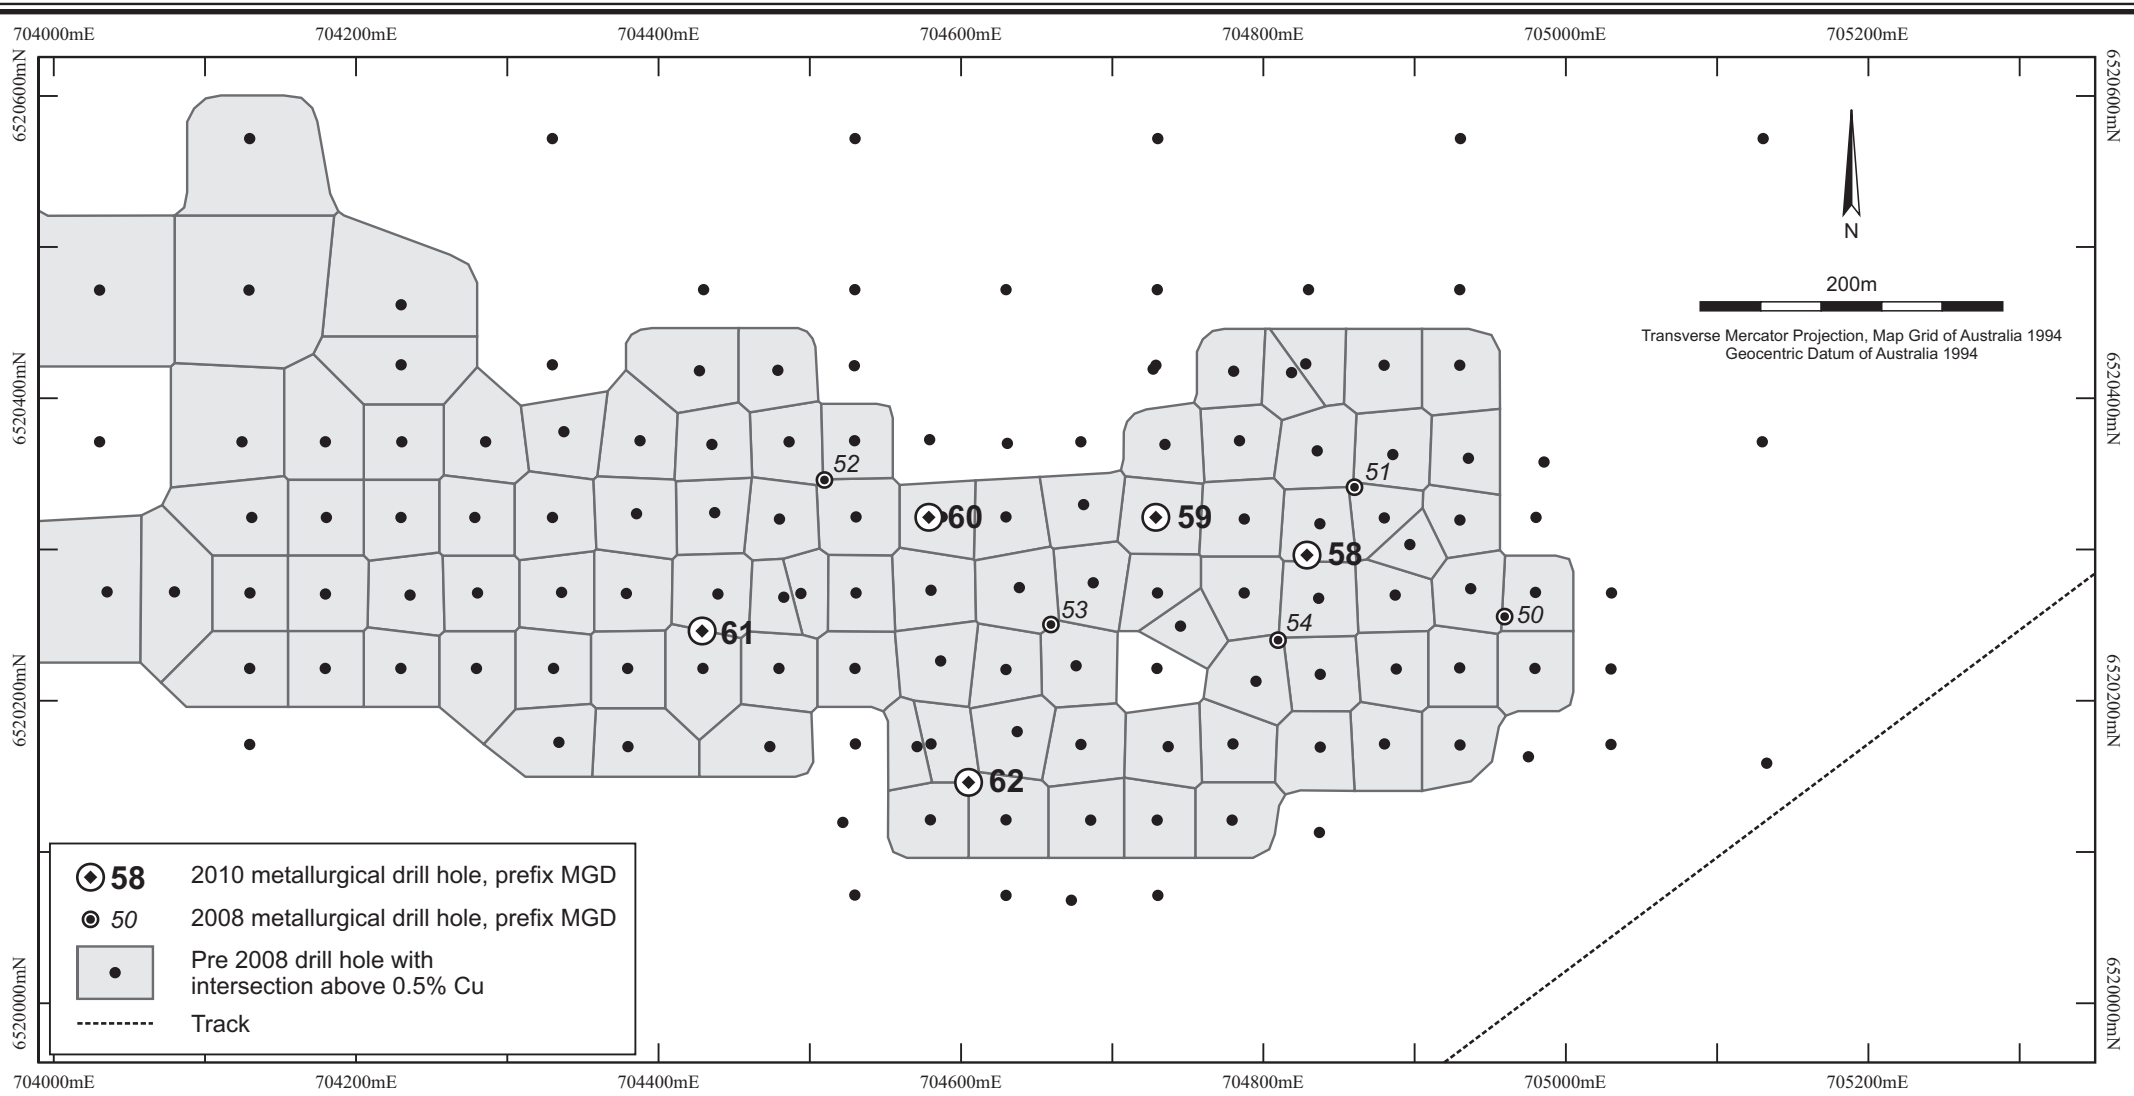 704000mE 704200mE 704400mE 704600mE 704800mE 705000mE 705200mE
6520600mN
6520600mN
N
200m
Transverse Mercator Projection, Map Grid of Australia 1994
Geocentric Datum of Australia 1994
6520400mN
6520400mN
52
51
60
59
58
53
50
54
61
6520200mN
6520200mN
62
58 2010 metallurgical drill hole, prefix MGD
50 2008 metallurgical drill hole, prefix MGD
Pre 2008 drill hole with
intersection above 0.5% Cu
Track
6520000mN
6520000mN
704000mE 704200mE 704400mE 704600mE 704800mE 705000mE 705200mE